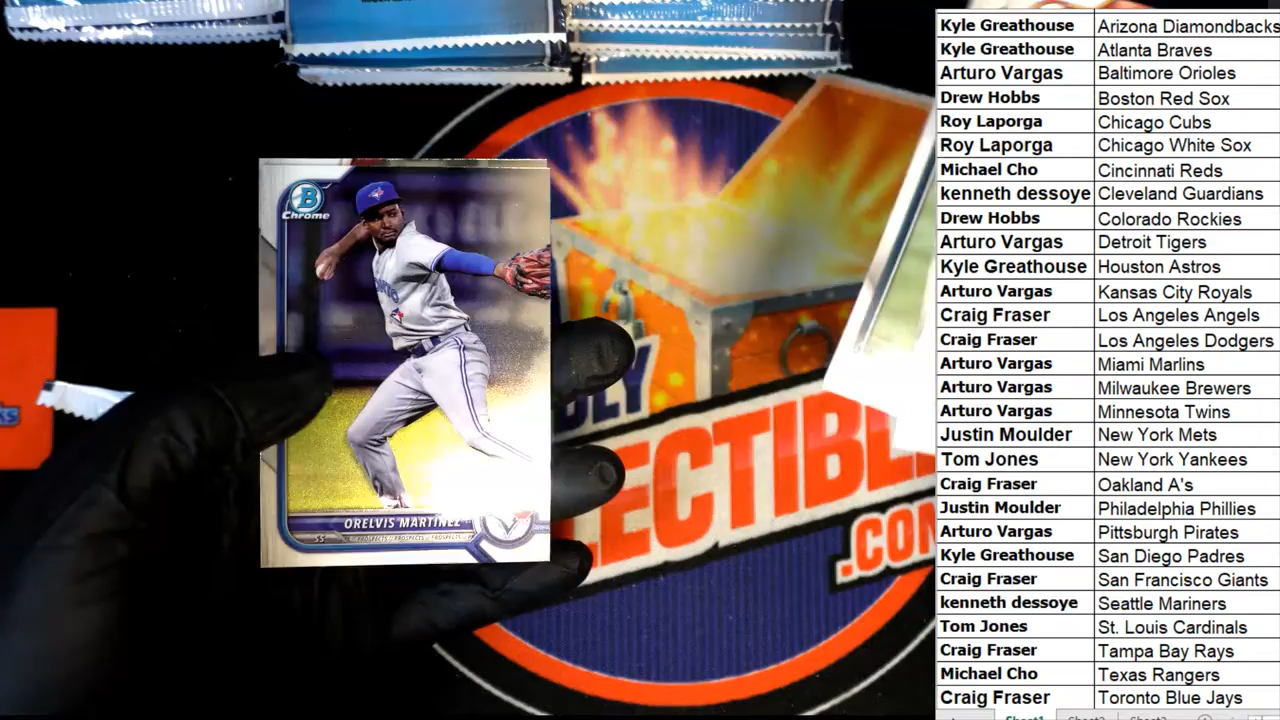 B
Chrome
ORELVIS MARTINEZ
SS
LECTIBL
.COM
Kyle Greathouse Arizona Diamondbacks
Kyle Greathouse Atlanta Braves
Arturo Vargas Baltimore Orioles
Drew Hobbs Boston Red Sox
Roy Laporga Chicago Cubs
Roy Laporga Chicago White Sox
Michael Cho Cincinnati Reds
kenneth dessoye Cleveland Guardians
Drew Hobbs Colorado Rockies
Arturo Vargas Detroit Tigers
Kyle Greathouse Houston Astros
Arturo Vargas Kansas City Royals
Craig Fraser Los Angeles Angels
Craig Fraser Los Angeles Dodgers
Arturo Vargas Miami Marlins
Arturo Vargas Milwaukee Brewers
Arturo Vargas Minnesota Twins
Justin Moulder New York Mets
Tom Jones New York Yankees
Craig Fraser Oakland A's
Justin Moulder Philadelphia Phillies
Arturo Vargas Pittsburgh Pirates
Kyle Greathouse San Diego Padres
Craig Fraser San Francisco Giants
kenneth dessoye Seattle Mariners
Tom Jones St. Louis Cardinals
Craig Fraser Tampa Bay Rays
Michael Cho Texas Rangers
Craig Fraser Toronto Blue Jays